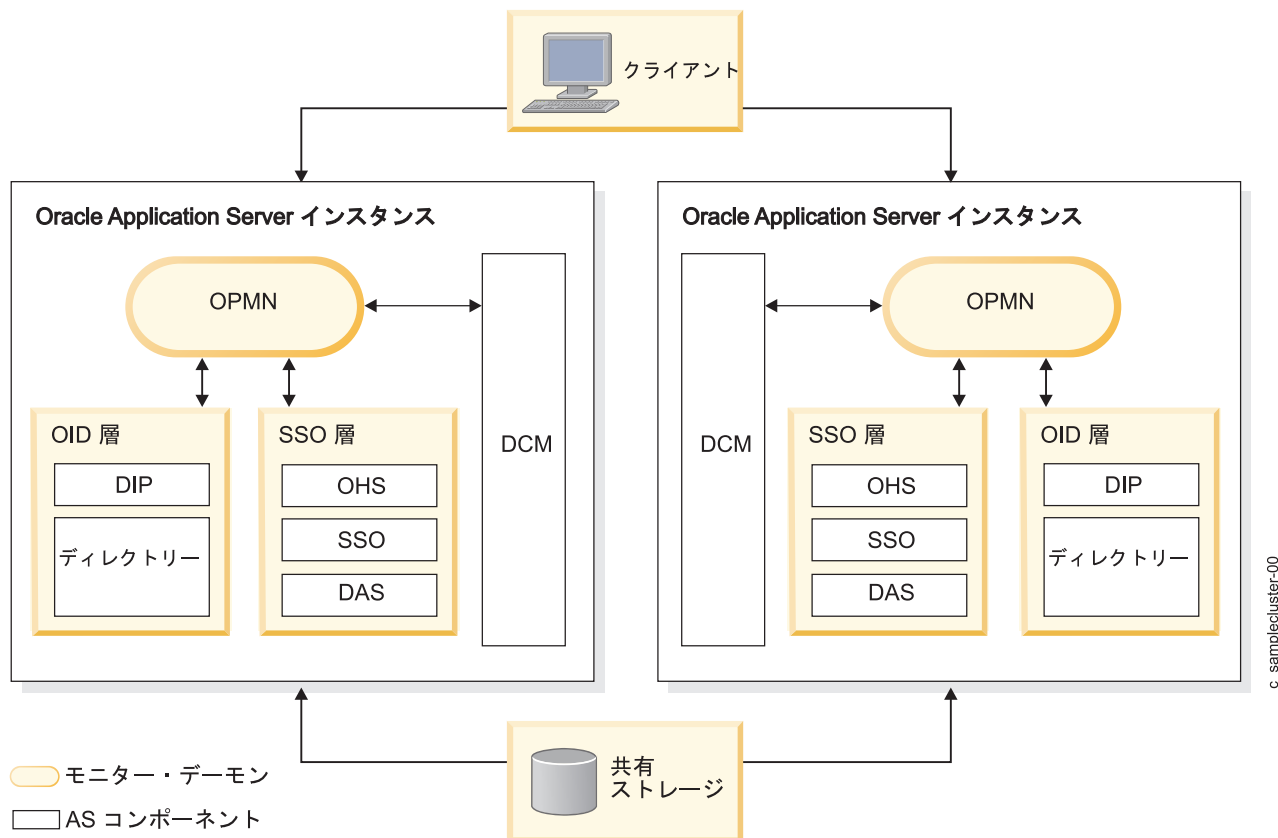 クライアント
Oracle Application Server インスタンス
OPMN
DCM
OID 層
DIP
ディレクトリー
SSO 層
OHS
SSO
DAS
Oracle Application Server インスタンス
OPMN
DCM
SSO 層
OHS
SSO
DAS
OID 層
DIP
ディレクトリー
共有
ストレージ
モニター・デーモン
AS コンポーネント
c_samplecluster-00